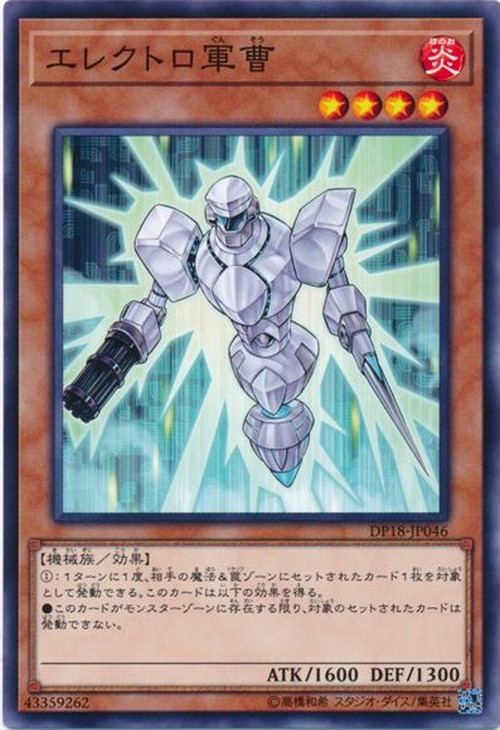 エレクトロ軍曹
炎
DP18-JP046
【機械族／効果】
①：1ターンに1度、相手の魔法＆罠ゾーンにセットされたカード1枚を対象
として発動できる。このカードは以下の効果を得る。
●このカードがモンスターゾーンに存在する限り、対象のセットされたカードは
発動できない。
ATK/1600 DEF/1300
43359262
©高橋和希 スタジオ・ダイス/集英社